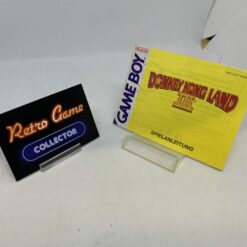 Retro Game
COLLECTOR
GAME BOY
DONKEY KONG LAND
III
SPIELANLEITUNG